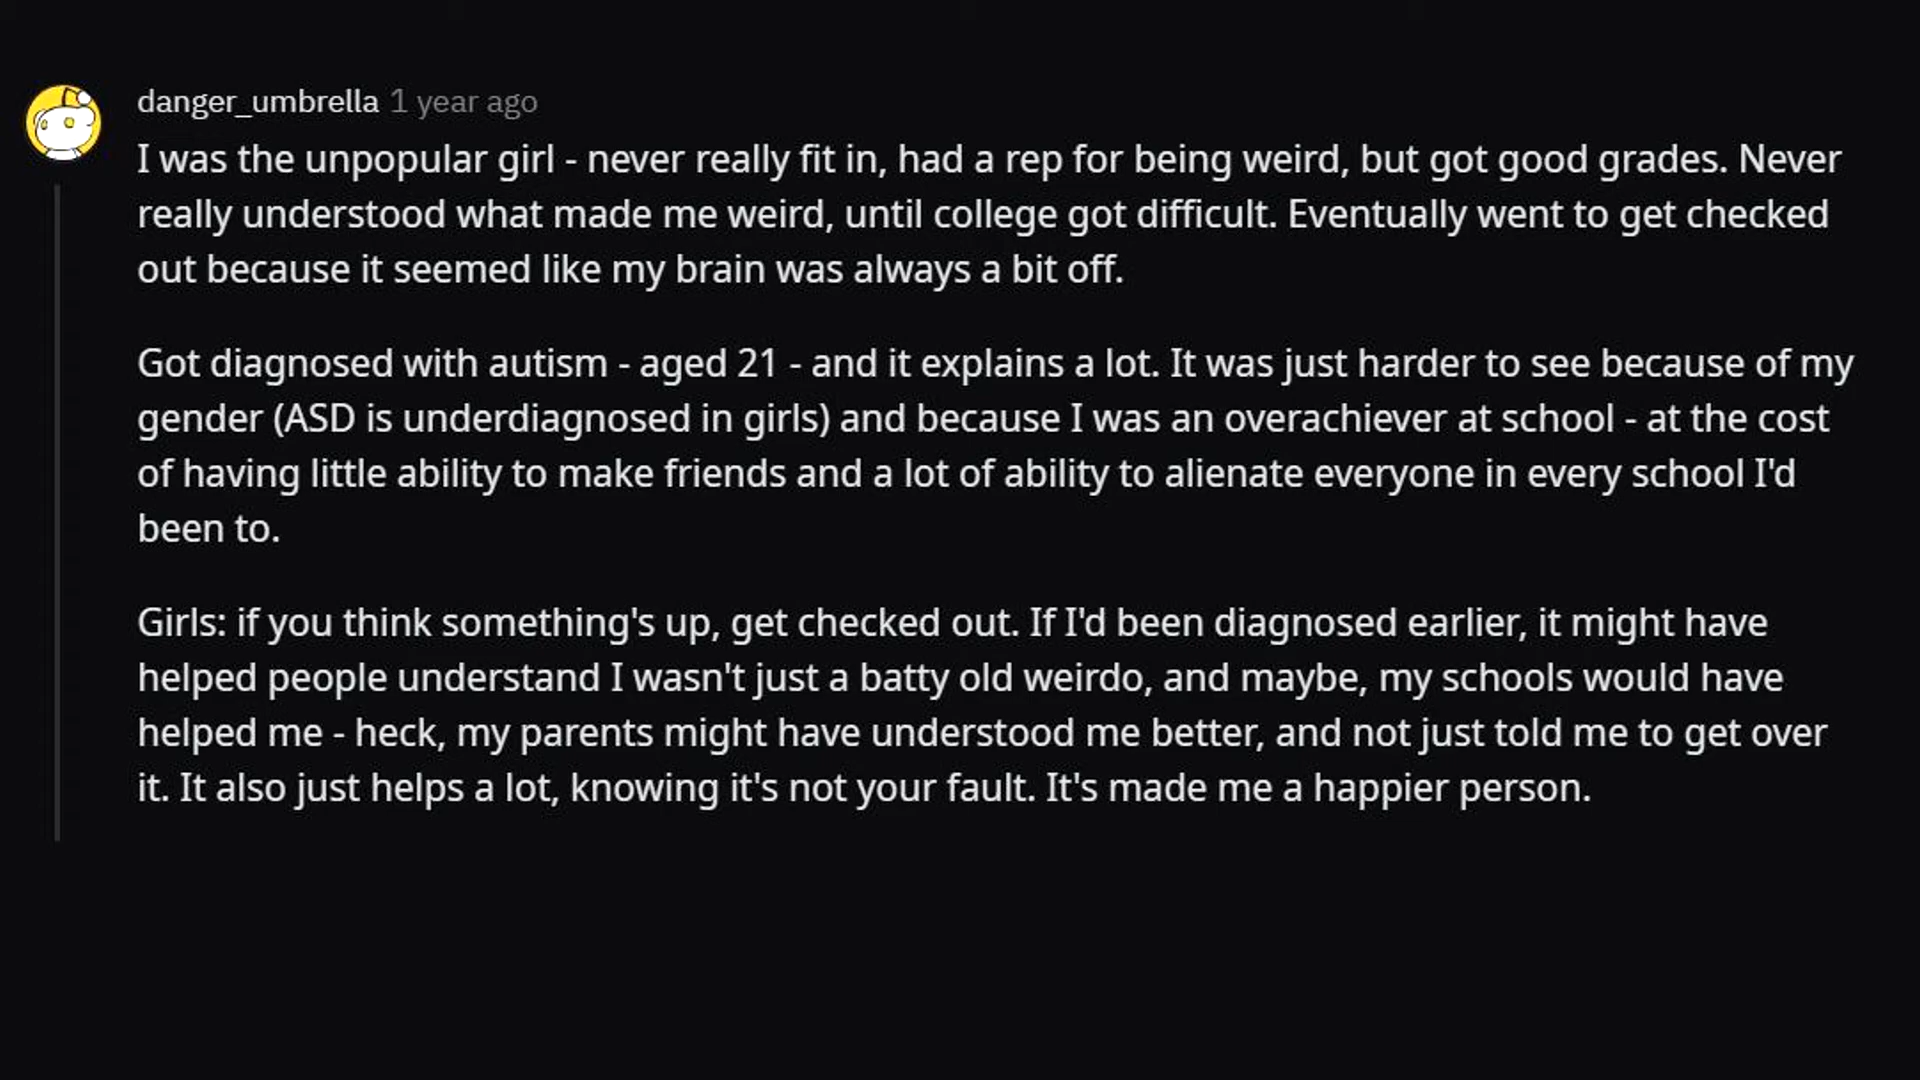 danger_umbrella 1 year ago
I was the unpopular girl - never really fit in, had a rep for being weird, but got good grades. Never
really understood what made me weird, until college got difficult. Eventually went to get checked
out because it seemed like my brain was always a bit off.
Got diagnosed with autism - aged 21 - and it explains a lot. It was just harder to see because of my
gender (ASD is underdiagnosed in girls) and because I was an overachiever at school - at the cost
of having little ability to make friends and a lot of ability to alienate everyone in every school I'd
been to.
Girls: if you think something's up, get checked out. If I'd been diagnosed earlier, it might have
helped people understand I wasn't just a batty old weirdo, and maybe, my schools would have
helped me - heck, my parents might have understood me better, and not just told me to get over
it. It also just helps a lot, knowing it's not your fault. It's made me a happier person.